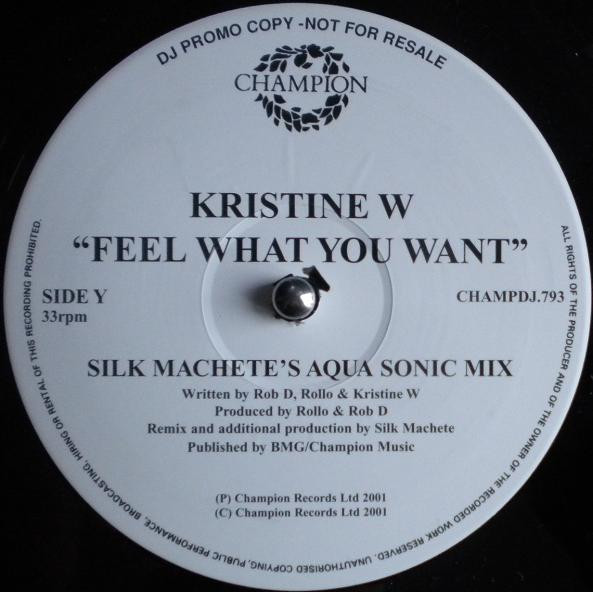 DJ PROMO COPY -NOT FOR RESALE
CHAMPION
KRISTINE W
“FEEL WHAT YOU WANT”
SIDE Y
33rpm
CHAMPDJ.793
SILK MACHETE’S AQUA SONIC MIX
Written by Rob D, Rollo & Kristine W
Produced by Rollo & Rob D
Remix and additional production by Silk Machete
Published by BMG/Champion Music
(P) Champion Records Ltd 2001
(C) Champion Records Ltd 2001
ALL RIGHTS OF THE PRODUCER AND OF THE OWNER OF THE RECORDED WORK RESERVED. UNAUTHORISED COPYING, PUBLIC PERFORMANCE, BROADCASTING, HIRING OR RENTAL OF THIS RECORDING PROHIBITED.